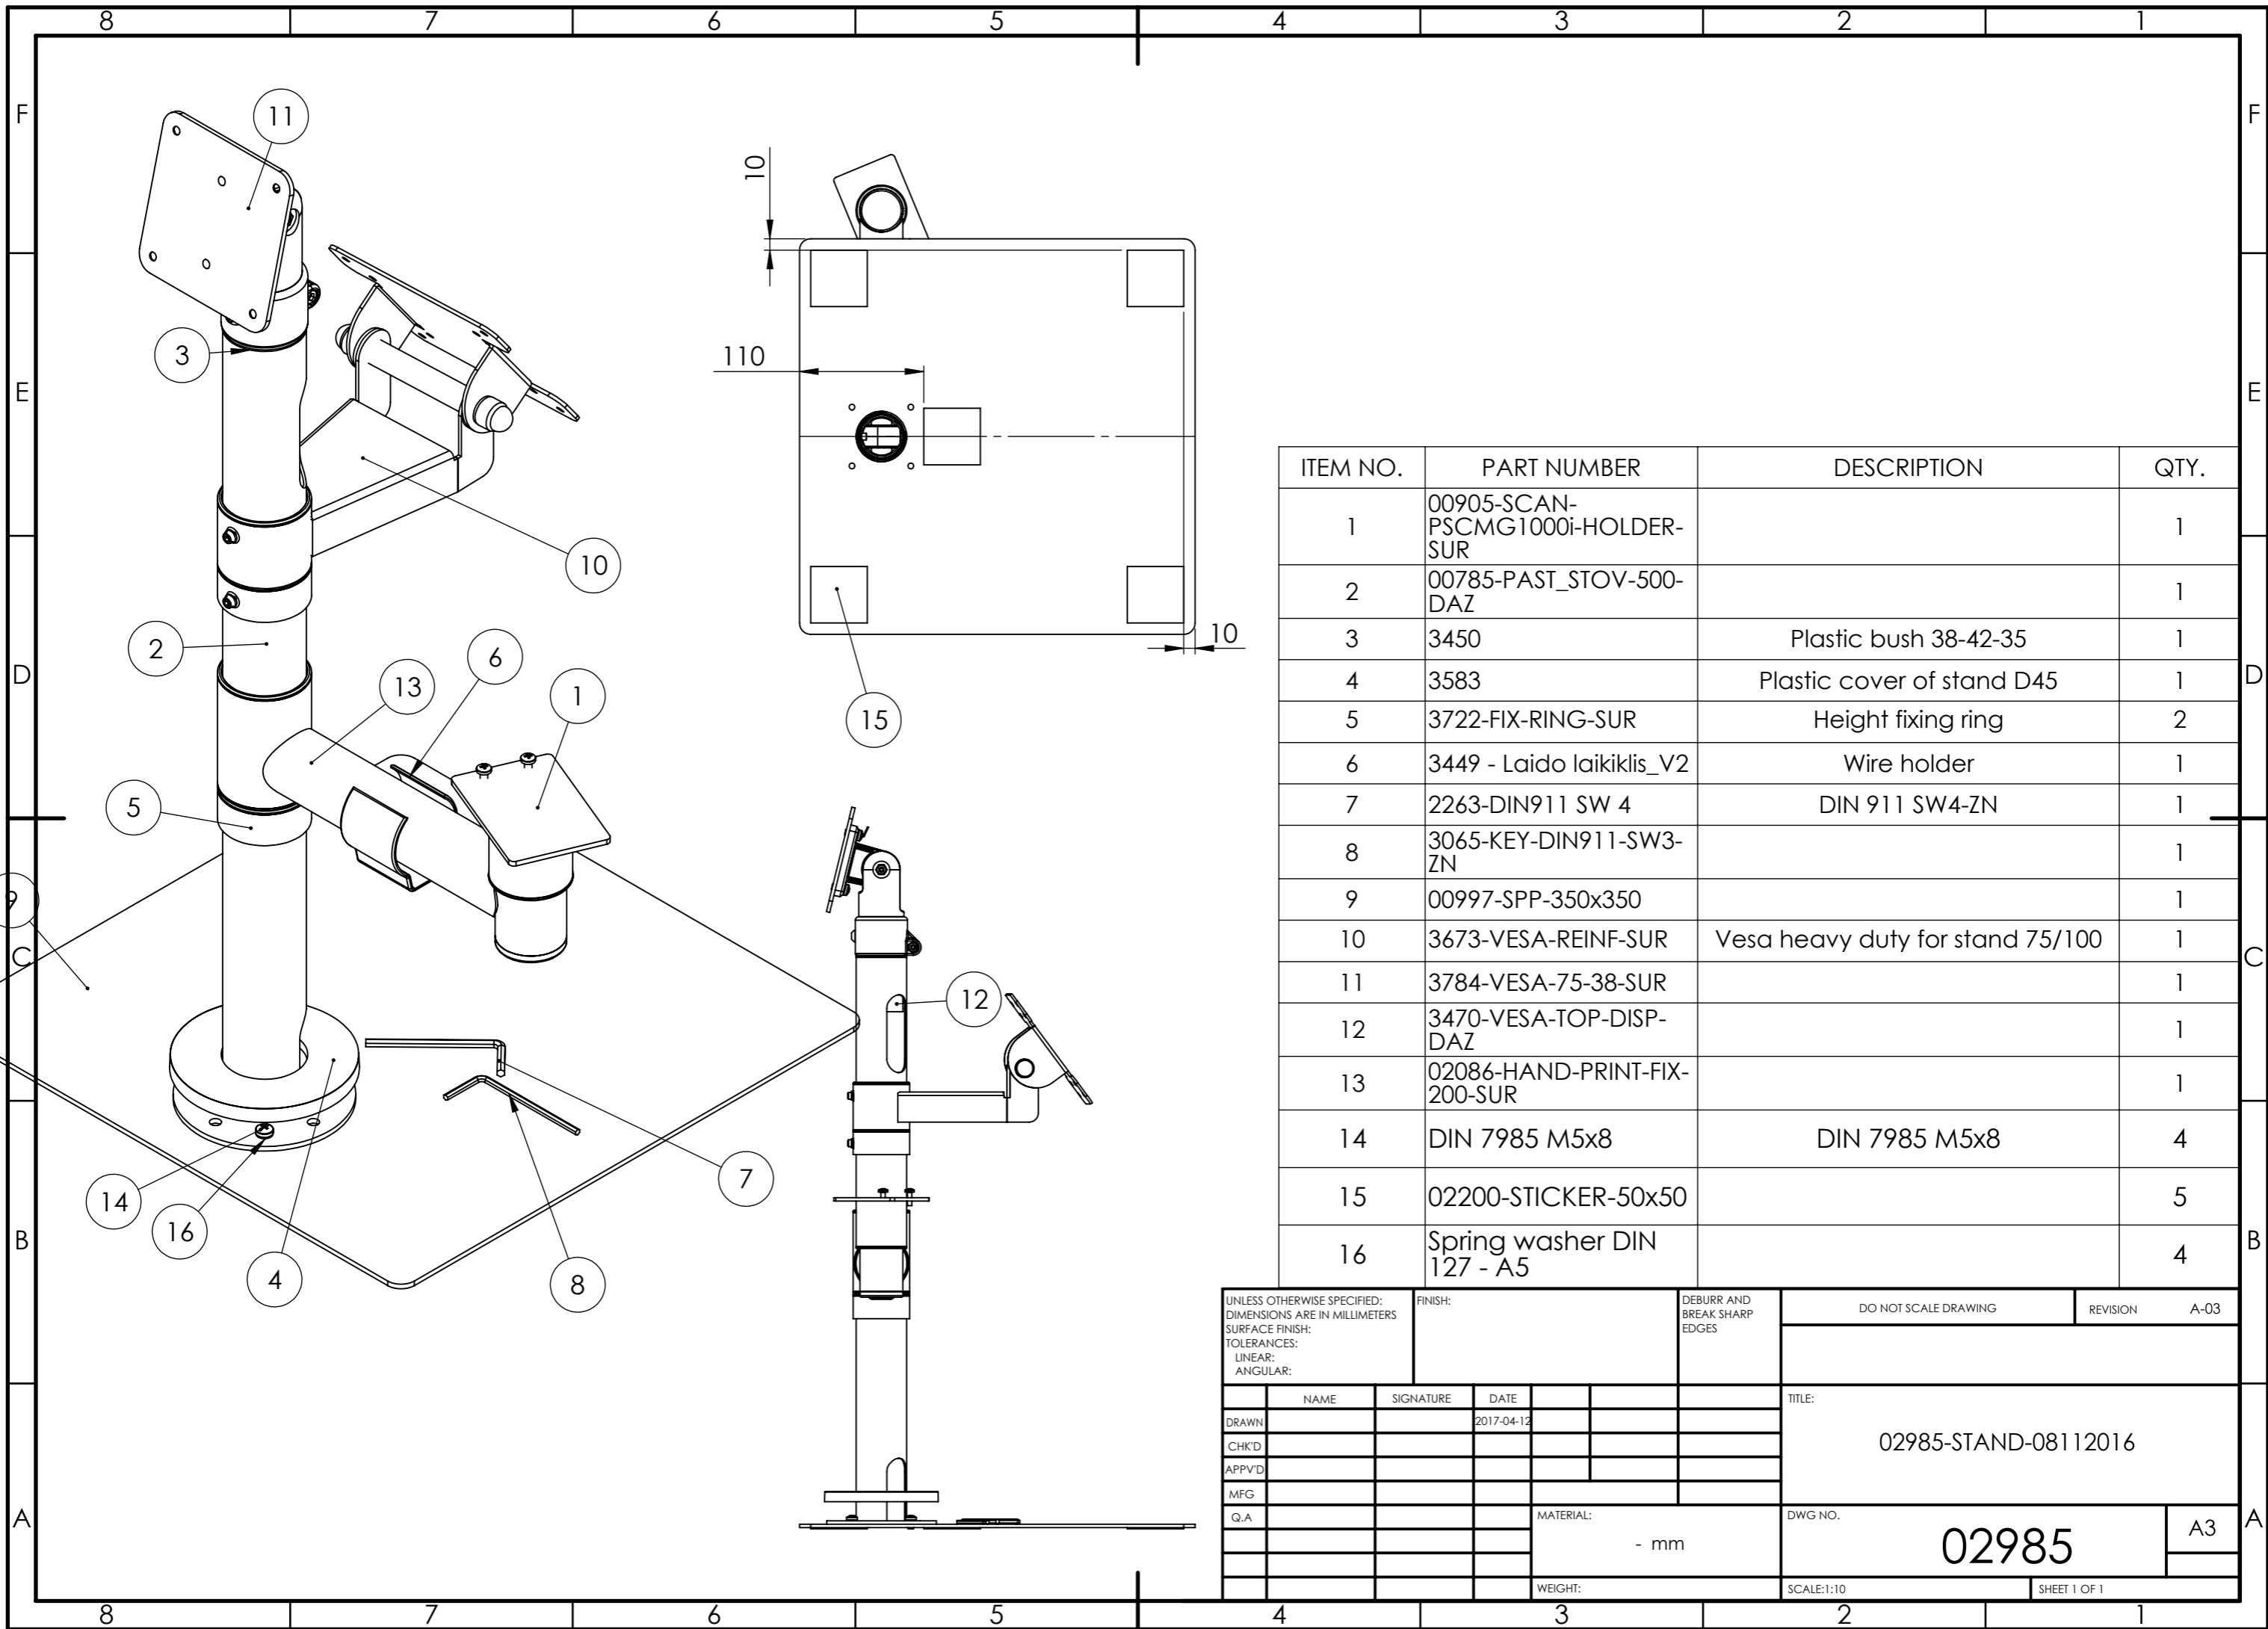 8 7 6 5 4 3 2 1
F
E
D
C
B
A
F
E
D
C
B
A
11
3
10
2
6
13
1
5
9
12
7
14
16
4
8
10
110
10
15
ITEM NO. PART NUMBER DESCRIPTION QTY.
1 00905-SCAN-
PSCMG1000i-HOLDER-
SUR 1
2 00785-PAST_STOV-500-
DAZ 1
3 3450 Plastic bush 38-42-35 1
4 3583 Plastic cover of stand D45 1
5 3722-FIX-RING-SUR Height fixing ring 2
6 3449 - Laido laikiklis_V2 Wire holder 1
7 2263-DIN911 SW 4 DIN 911 SW4-ZN 1
8 3065-KEY-DIN911-SW3-
ZN 1
9 00997-SPP-350x350 1
10 3673-VESA-REINF-SUR Vesa heavy duty for stand 75/100 1
11 3784-VESA-75-38-SUR 1
12 3470-VESA-TOP-DISP-
DAZ 1
13 02086-HAND-PRINT-FIX-
200-SUR 1
14 DIN 7985 M5x8 DIN 7985 M5x8 4
15 02200-STICKER-50x50 5
16 Spring washer DIN
127 - A5 4
UNLESS OTHERWISE SPECIFIED:
DIMENSIONS ARE IN MILLIMETERS
SURFACE FINISH:
TOLERANCES:
LINEAR:
ANGULAR:
FINISH:
DEBURR AND
BREAK SHARP
EDGES
DO NOT SCALE DRAWING
REVISION A-03
NAME SIGNATURE DATE
DRAWN 2017-04-12
CHK'D
APPV'D
MFG
Q.A
TITLE:
02985-STAND-08112016
MATERIAL:
- mm
DWG NO.
02985
A3
WEIGHT:
SCALE:1:10
SHEET 1 OF 1
8 7 6 5 4 3 2 1